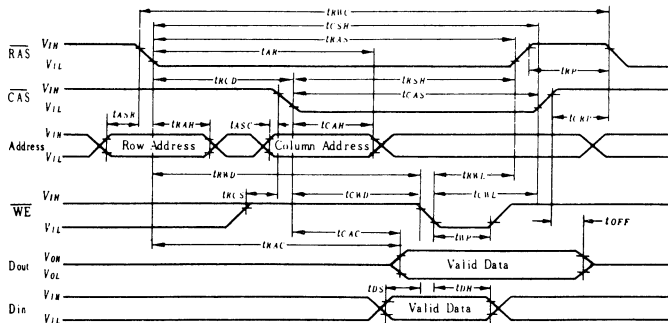 tRWC
tCSH
tRAS
tAR
RAS VIH
VIL
tRCD tRSH tRP
CAS VIH
VIL
tCAS
tCRP
tASR tRAH tASC tCAH
Address VIH
VIL
Row Address Column Address
tRWD tRWL
tRCS tCWD tCWL
WE VIH
VIL
tCAC tWP tOFF
tRAC
Dout VOH
VOL
Valid Data
tDS tDH
Din VIH
VIL
Valid Data